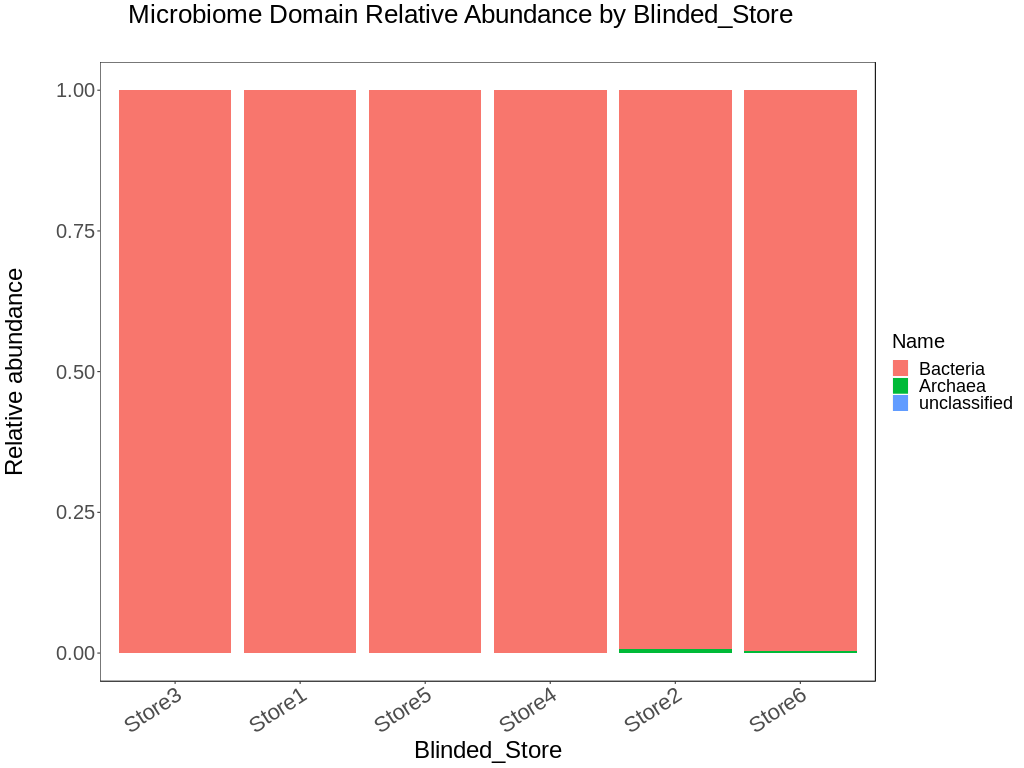 Microbiome Domain Relative Abundance by Blinded_Store
Relative abundance
1.00
0.75
0.50
0.25
0.00
Store3
Store1
Store5
Store4
Store2
Store6
Blinded_Store
Name
Bacteria
Archaea
unclassified